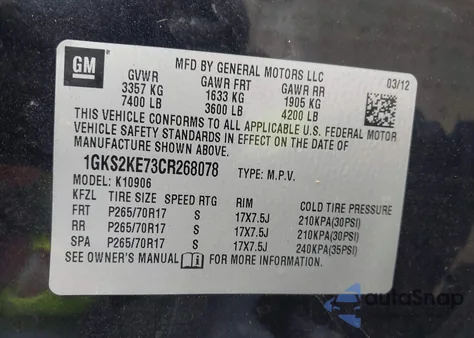 GM
MFD BY GENERAL MOTORS LLC
03/12
GVWR GAWR FRT GAWR RR
3357 KG 1633 KG 1905 KG
7400 LB 3600 LB 4200 LB
THIS VEHICLE CONFORMS TO ALL APPLICABLE U.S. FEDERAL MOTOR
VEHICLE SAFETY STANDARDS IN EFFECT ON THE DATE OF
MANUFACTURE SHOWN ABOVE.
1GKS2KE73CR268078 TYPE: M.P.V.
MODEL: K10906
KFZL TIRE SIZE SPEED RTG RIM COLD TIRE PRESSURE
FRT P265/70R17 S 17X7.5J 210KPA(30PSI)
RR P265/70R17 S 17X7.5J 210KPA(30PSI)
SPA P265/70R17 S 17X7.5J 240KPA(35PSI)
SEE OWNER'S MANUAL FOR MORE INFORMATION.
autoSnap